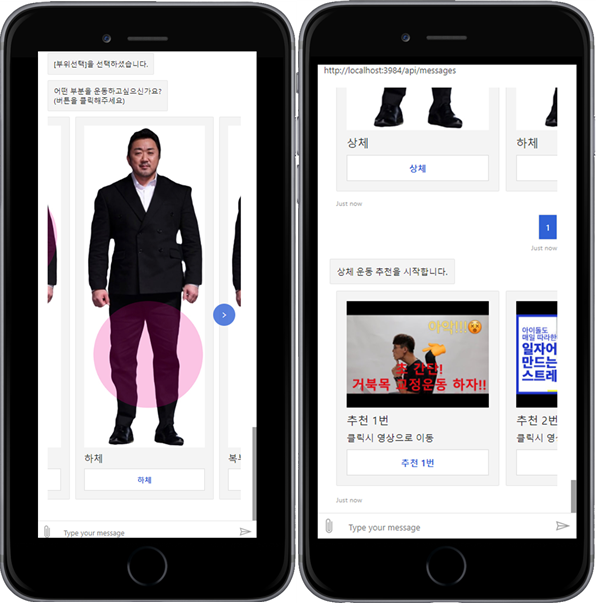 [부위선택]을 선택하셨습니다.
어떤 부분을 운동하고싶으신가요?
(버튼을 클릭해주세요)
하체
하체
Type your message
http://localhost:3984/api/messages
상체
하체
상체
Just now
1
Just now
상체 운동 추천을 시작합니다.
초 간단!
거북목 교정운동 하자!!
아이돌도
매일 따라한
일자어
만드는
스트레
추천 1번
추천 2번
클릭시 영상으로 이동
클릭시 영
추천 1번
Just now
Type your message